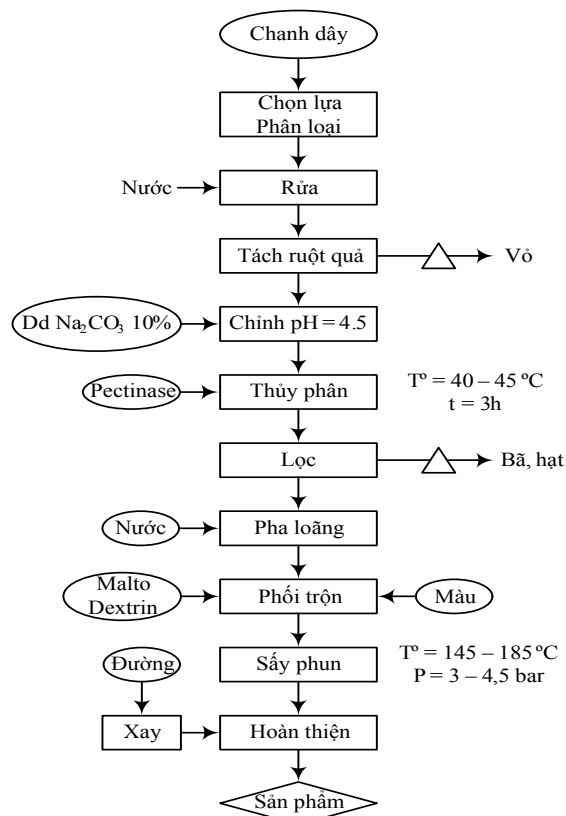 Chanh dây
Chọn lựa
Phân loại
Nước
Rửa
Tách ruột quả
Vỏ
Dd Na₂CO₃ 10%
Chỉnh pH = 4.5
Pectinase
Thủy phân
Tº = 40 – 45 ºC
t = 3h
Lọc
Bã, hạt
Nước
Pha loãng
Malto
Dextrin
Phối trộn
Màu
Sấy phun
Tº = 145 – 185 ºC
P = 3 – 4,5 bar
Đường
Xay
Hoàn thiện
Sản phẩm